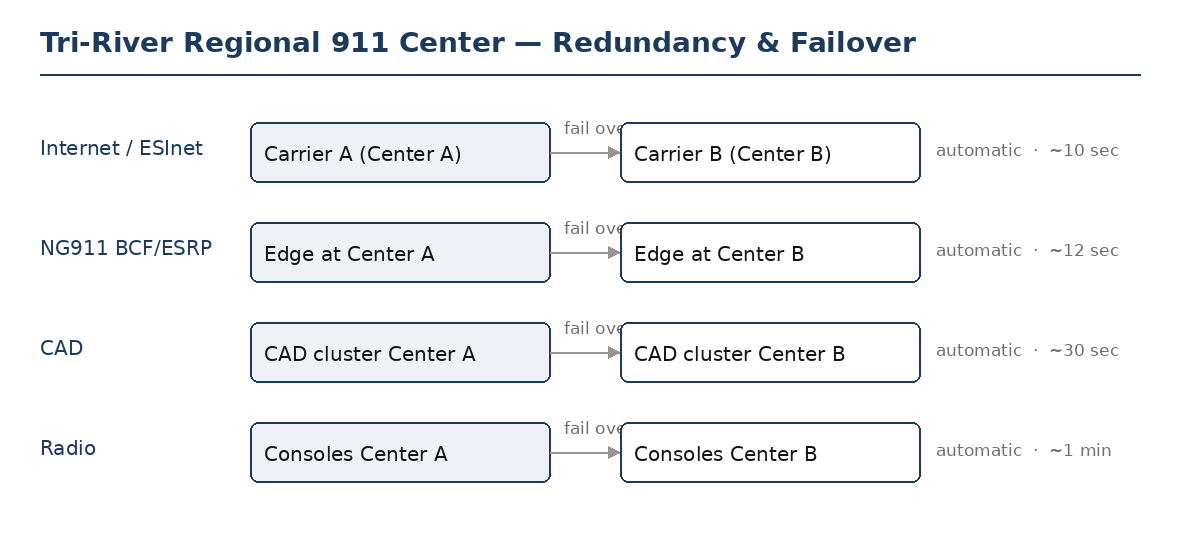 Tri-River Regional 911 Center — Redundancy & Failover
Internet / ESInet
Carrier A (Center A)
fail ove
Carrier B (Center B)
automatic · ~10 sec
NG911 BCF/ESRP
Edge at Center A
fail ove
Edge at Center B
automatic · ~12 sec
CAD
CAD cluster Center A
fail ove
CAD cluster Center B
automatic · ~30 sec
Radio
Consoles Center A
fail ove
Consoles Center B
automatic · ~1 min